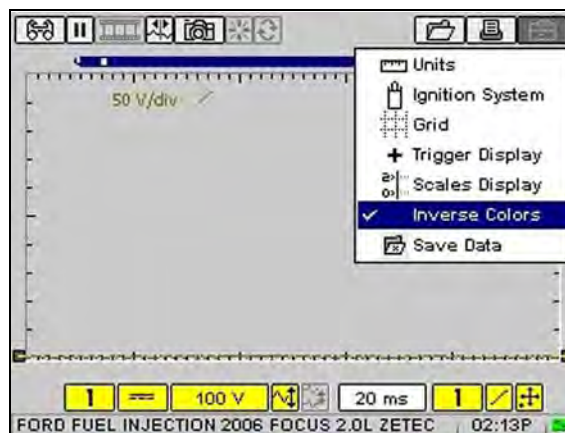 50 V/div
Units
Ignition System
Grid
Trigger Display
Scales Display
Inverse Colors
Save Data
1 100 V 20 ms 1
FORD FUEL INJECTION 2006 FOCUS 2.0L ZETEC 02:13P